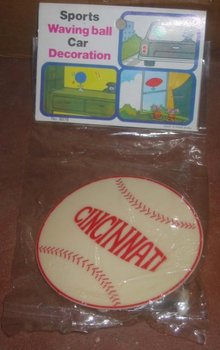 Sports
Waving ball
Car
Decoration
CINCINNATI